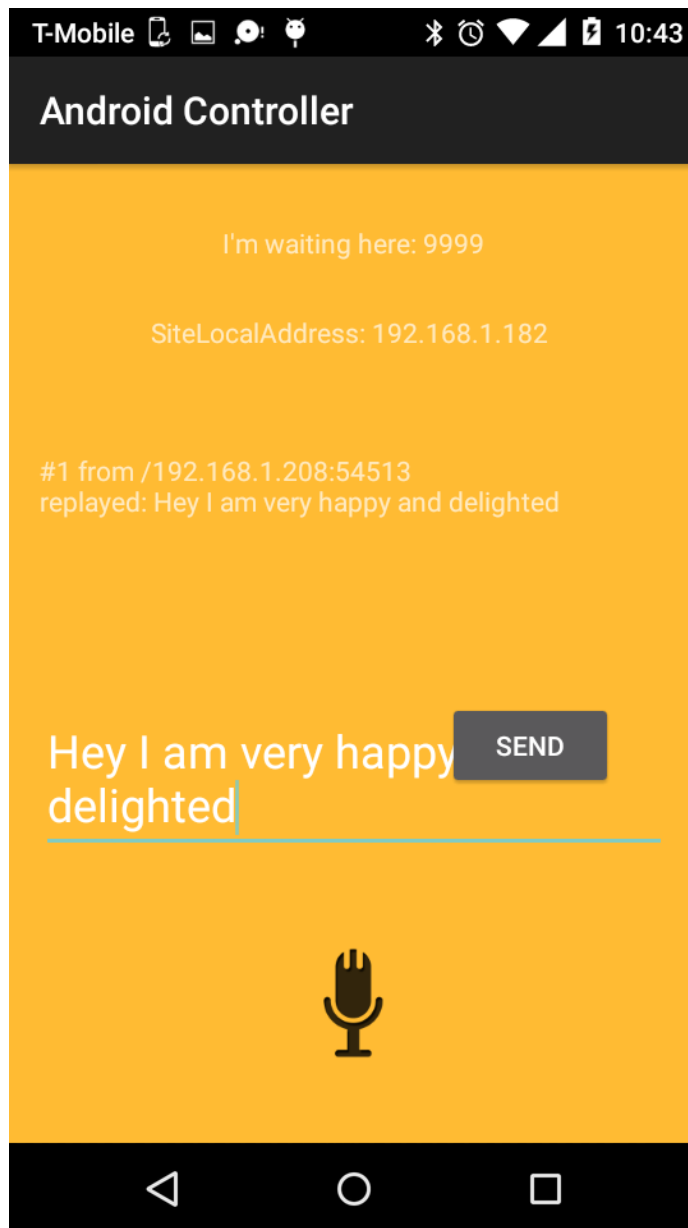 T-Mobile 10:43
Android Controller
I'm waiting here: 9999
SiteLocalAddress: 192.168.1.182
#1 from /192.168.1.208:54513
replayed: Hey I am very happy and delighted
Hey I am very happy
SEND
delighted